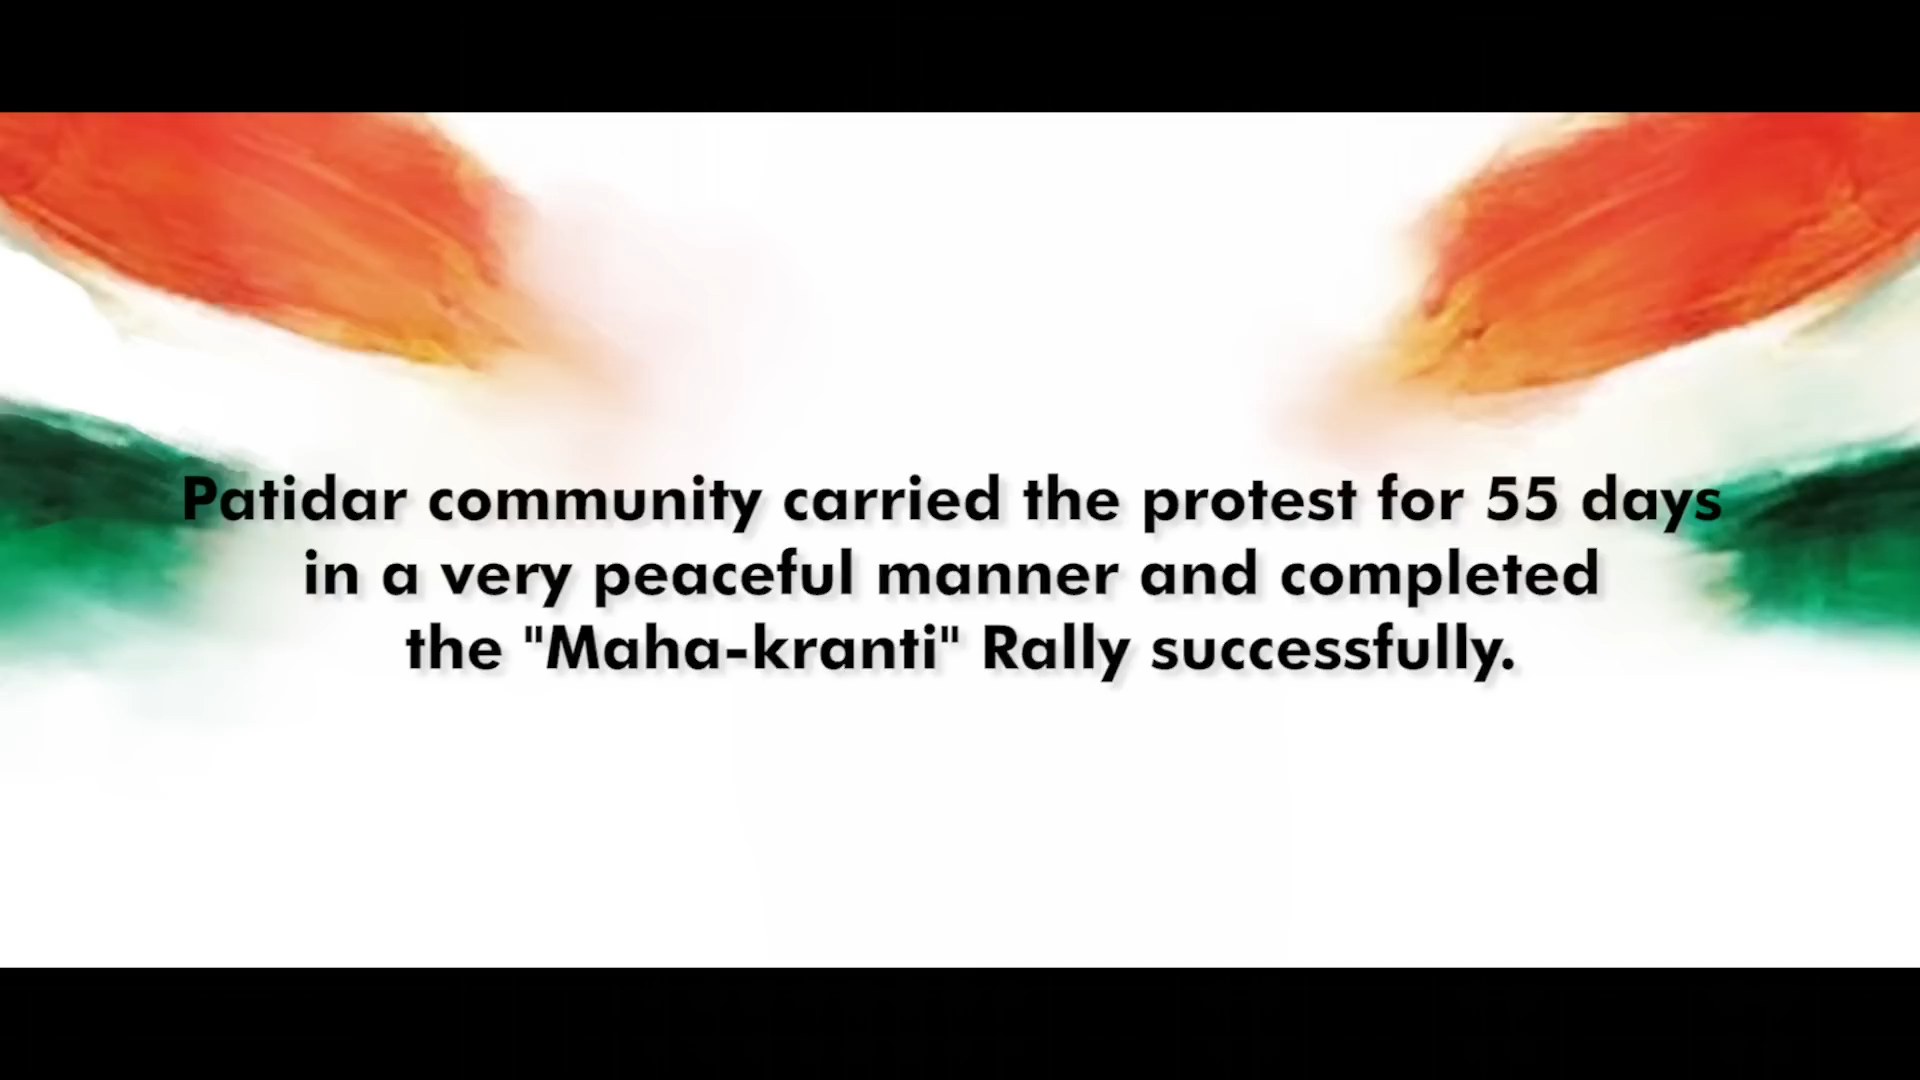 Patidar community carried the protest for 55 days
in a very peaceful manner and completed
the "Maha-kranti" Rally successfully.